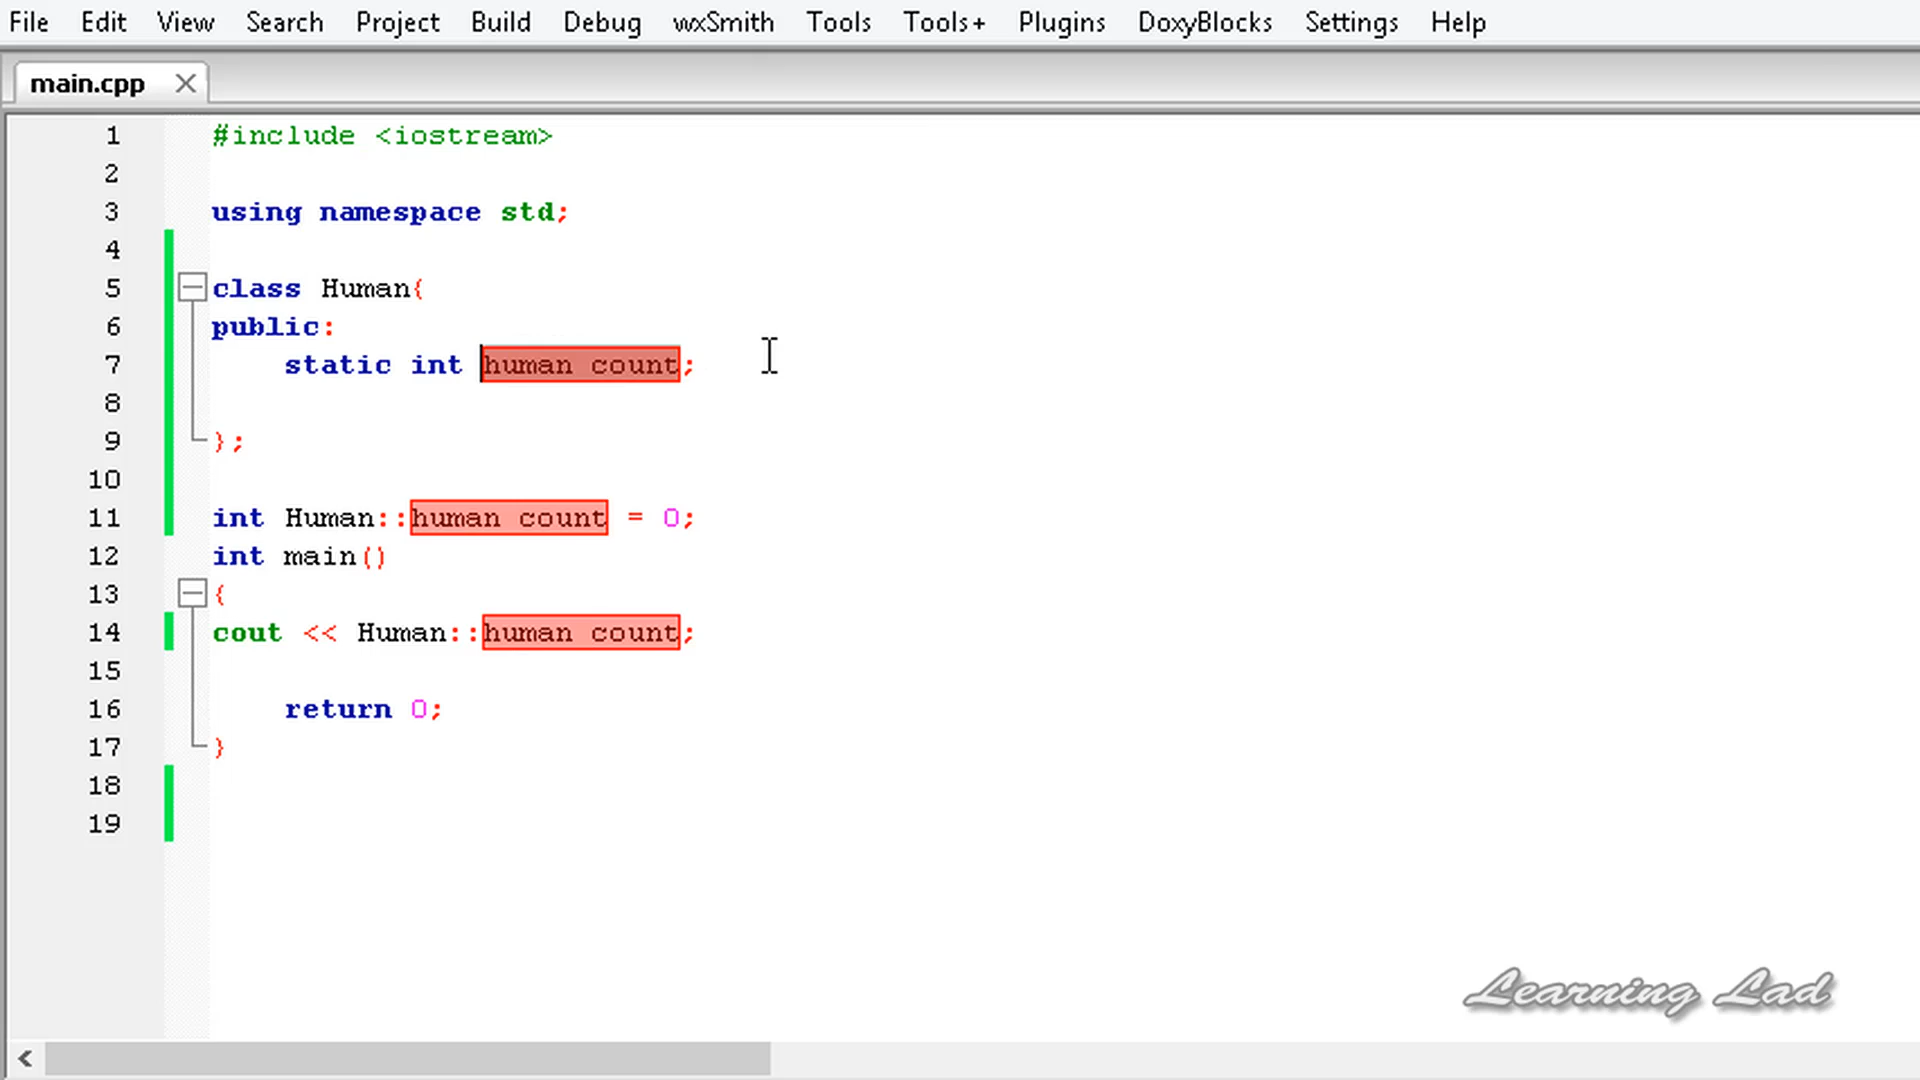 File Edit View Search Project Build Debug wxSmith Tools Tools+ Plugins DoxyBlocks Settings Help
main.cpp
1 #include <iostream>
2
3 using namespace std;
4
5 class Human{
6 public:
7 static int human_count;
8
9 };
10
11 int Human::human_count = 0;
12 int main()
13 {
14 cout << Human::human_count;
15
16 return 0;
17 }
18
19
Learning Lad